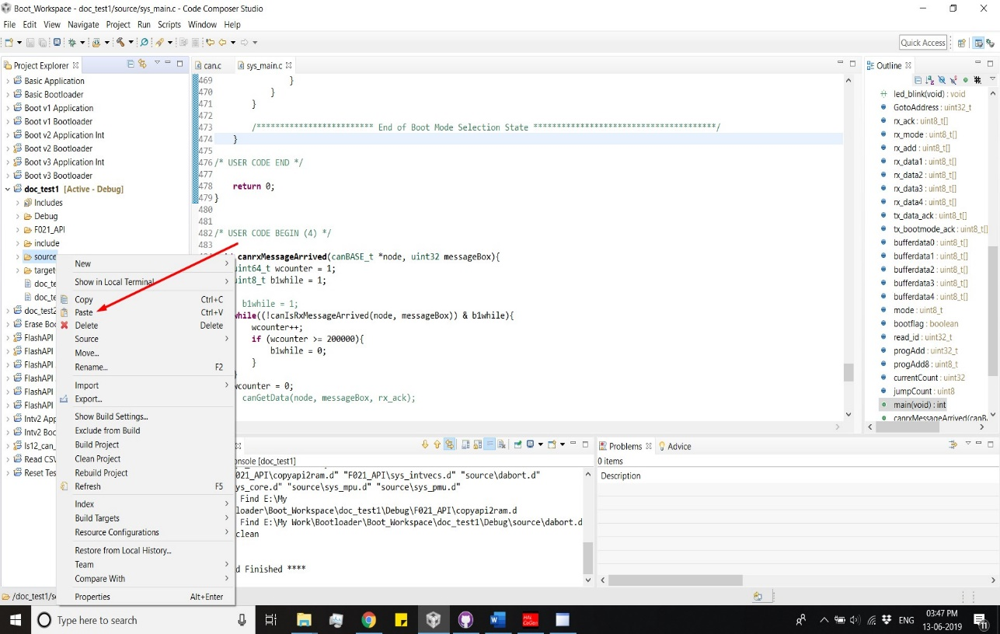 Boot_Workspace - doc_test1/source/sys_main.c - Code Composer Studio
File Edit View Navigate Project Run Scripts Window Help
Quick Access
Project Explorer
Basic Application
Basic Bootloader
Boot v1 Application
Boot v1 Bootloader
Boot v2 Application Int
Boot v2 Bootloader
Boot v3 Application Int
Boot v3 Bootloader
doc_test1 [Active - Debug]
Includes
Debug
F021_API
include
source
target
doc_te
doc_te
doc_test2
Erase Boo
FlashAPI
FlashAPI
FlashAPI
FlashAPI
FlashAPI
FlashAPI
Intv2 App
Intv2 Boo
ls12_can_
Read CSV
Reset Tes
/doc_test1/so
New
Show in Local Terminal
Copy Ctrl+C
Paste Ctrl+V
Delete Delete
Source
Move...
Rename... F2
Import
Export...
Show Build Settings...
Exclude from Build
Build Project
Clean Project
Rebuild Project
Refresh F5
Index
Build Targets
Resource Configurations
Restore from Local History...
Team
Compare With
Properties Alt+Enter
can.c sys_main.c
469 }
470 }
471 }
472
473 /************************* End of Boot Mode Selection State ***************************************/
474 }
475
476 /* USER CODE END */
477
478 return 0;
479 }
480
481
482 /* USER CODE BEGIN (4) */
483
canrxMessageArrived(canBASE_t *node, uint32 messageBox){
uint64_t wcounter = 1;
uint8_t b1while = 1;
b1while = 1;
while((!canIsRxMessageArrived(node, messageBox)) & b1while){
wcounter++;
if (wcounter >= 200000){
b1while = 0;
}
wcounter = 0;
canGetData(node, messageBox, rx_ack);
onsole [doc_test1]
021_API\copyapi2ram.d" "F021_API\sys_intvecs.d" "source\dabort.d"
ys_core.d" "source\sys_mpu.d" "source\sys_pmu.d"
Find E:\My
loader\Boot_Workspace\doc_test1\Debug\F021_API\copyapi2ram.d
Find E:\My Work\Bootloader\Boot_Workspace\doc_test1\Debug\source\dabort.d
clean
d Finished ****
Problems Advice
0 items
Description
Outline
led_blink(void) : void
GotoAddress : uint32_t
rx_ack : uint8_t[]
rx_mode : uint8_t[]
rx_add : uint8_t[]
rx_data1 : uint8_t[]
rx_data2 : uint8_t[]
rx_data3 : uint8_t[]
rx_data4 : uint8_t[]
tx_data_ack : uint8_t[]
tx_bootmode_ack : uint8_t[]
bufferdata0 : uint8_t[]
bufferdata1 : uint8_t[]
bufferdata2 : uint8_t[]
bufferdata3 : uint8_t[]
bufferdata4 : uint8_t[]
mode : uint8_t
bootflag : boolean
read_id : uint32_t
progAdd : uint32_t
progAdd8 : uint8_t
currentCount : uint32
jumpCount : uint8
main(void) : int
canrxMessageArrived(canB
Type here to search
HAL
CoGen
ENG
03:47 PM
13-06-2019
11